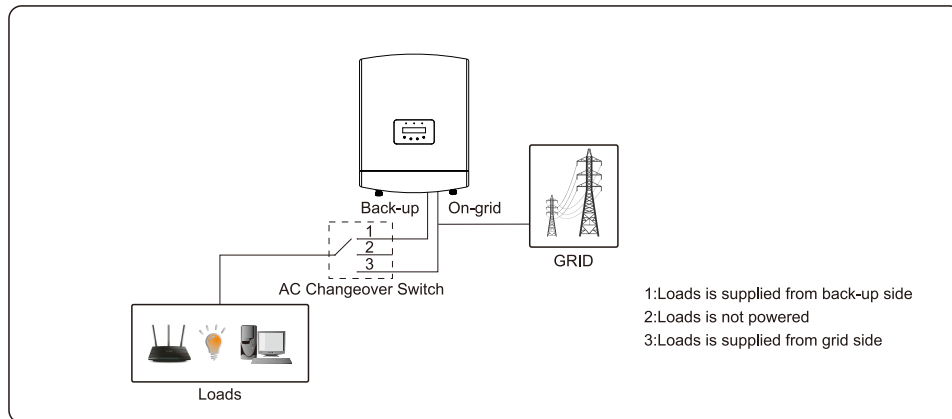 Back-up On-grid
1
2
3
AC Changeover Switch
GRID
Loads
1:Loads is supplied from back-up side
2:Loads is not powered
3:Loads is supplied from grid side